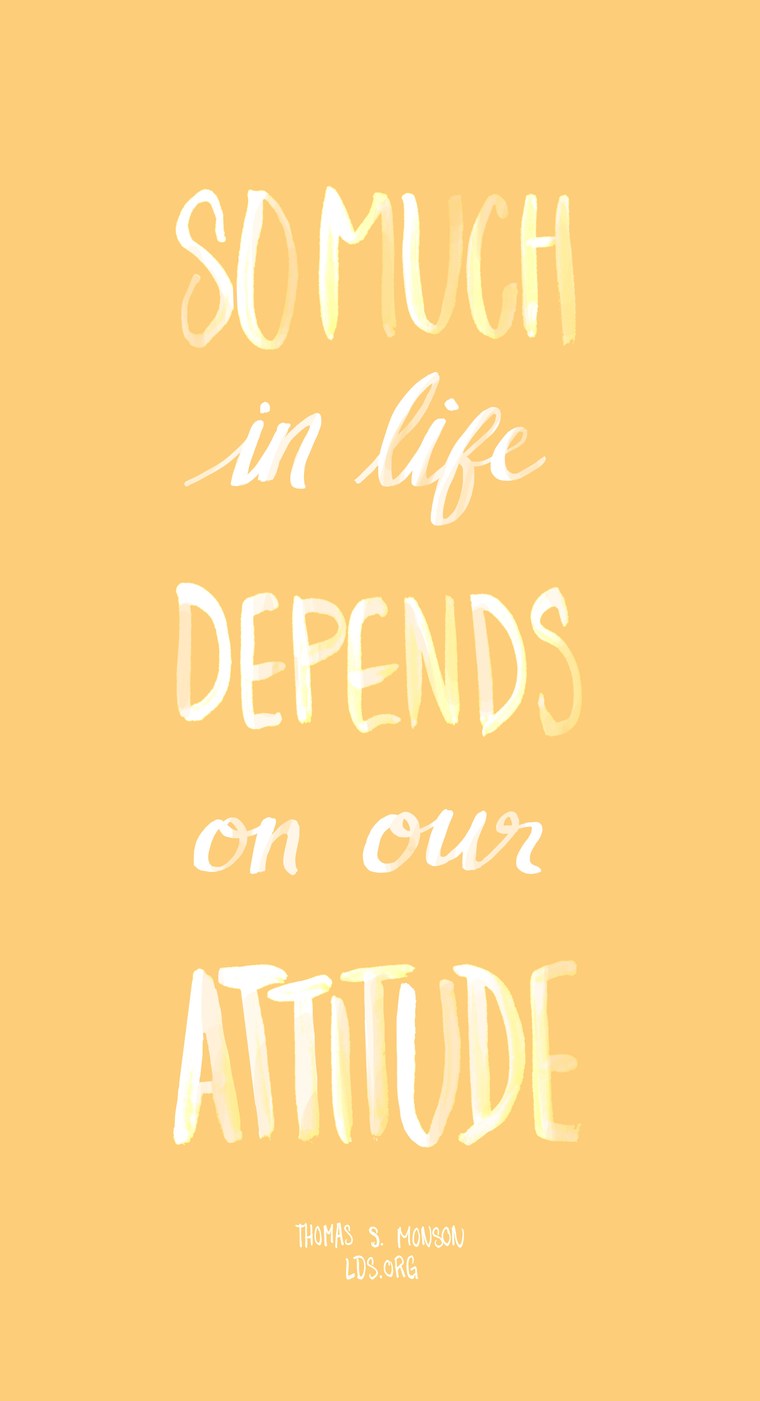 SO MUCH
in life
DEPENDS
on our
ATTITUDE
THOMAS S. MONSON
LDS.ORG